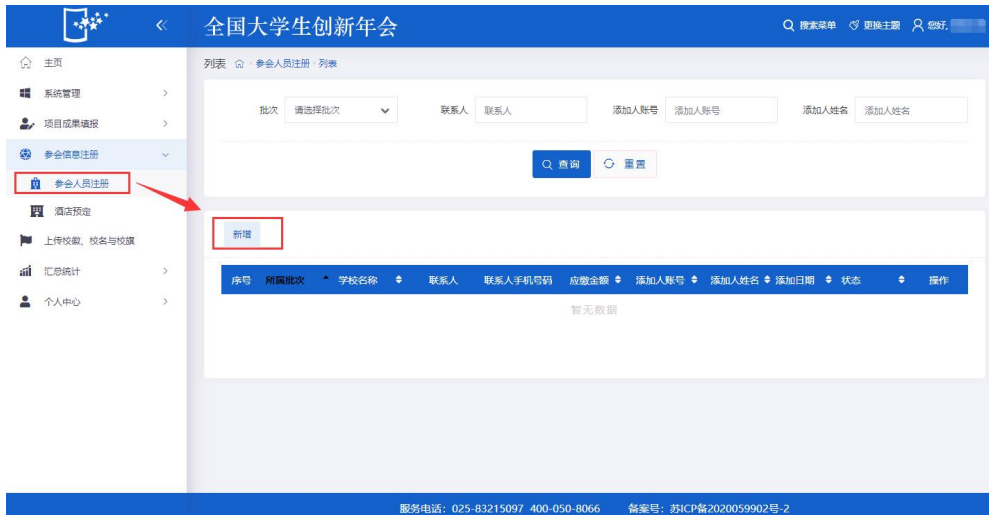 全国大学生创新年会
搜索菜单 更换主题 您好,
主页
系统管理
项目成果填报
参会信息注册
参会人员注册
酒店预定
上传校徽、校名与校旗
汇总统计
个人中心
列表 参会人员注册 - 列表
批次 请选择批次 联系人 联系人 添加人账号 添加人账号 添加人姓名 添加人姓名
查询 重置
新增
序号 所属批次 学校名称 联系人 联系人手机号码 应缴金额 添加人账号 添加人姓名 添加日期 状态 操作
暂无数据
服务电话：025-83215097 400-050-8066 备案号：苏ICP备2020059902号-2